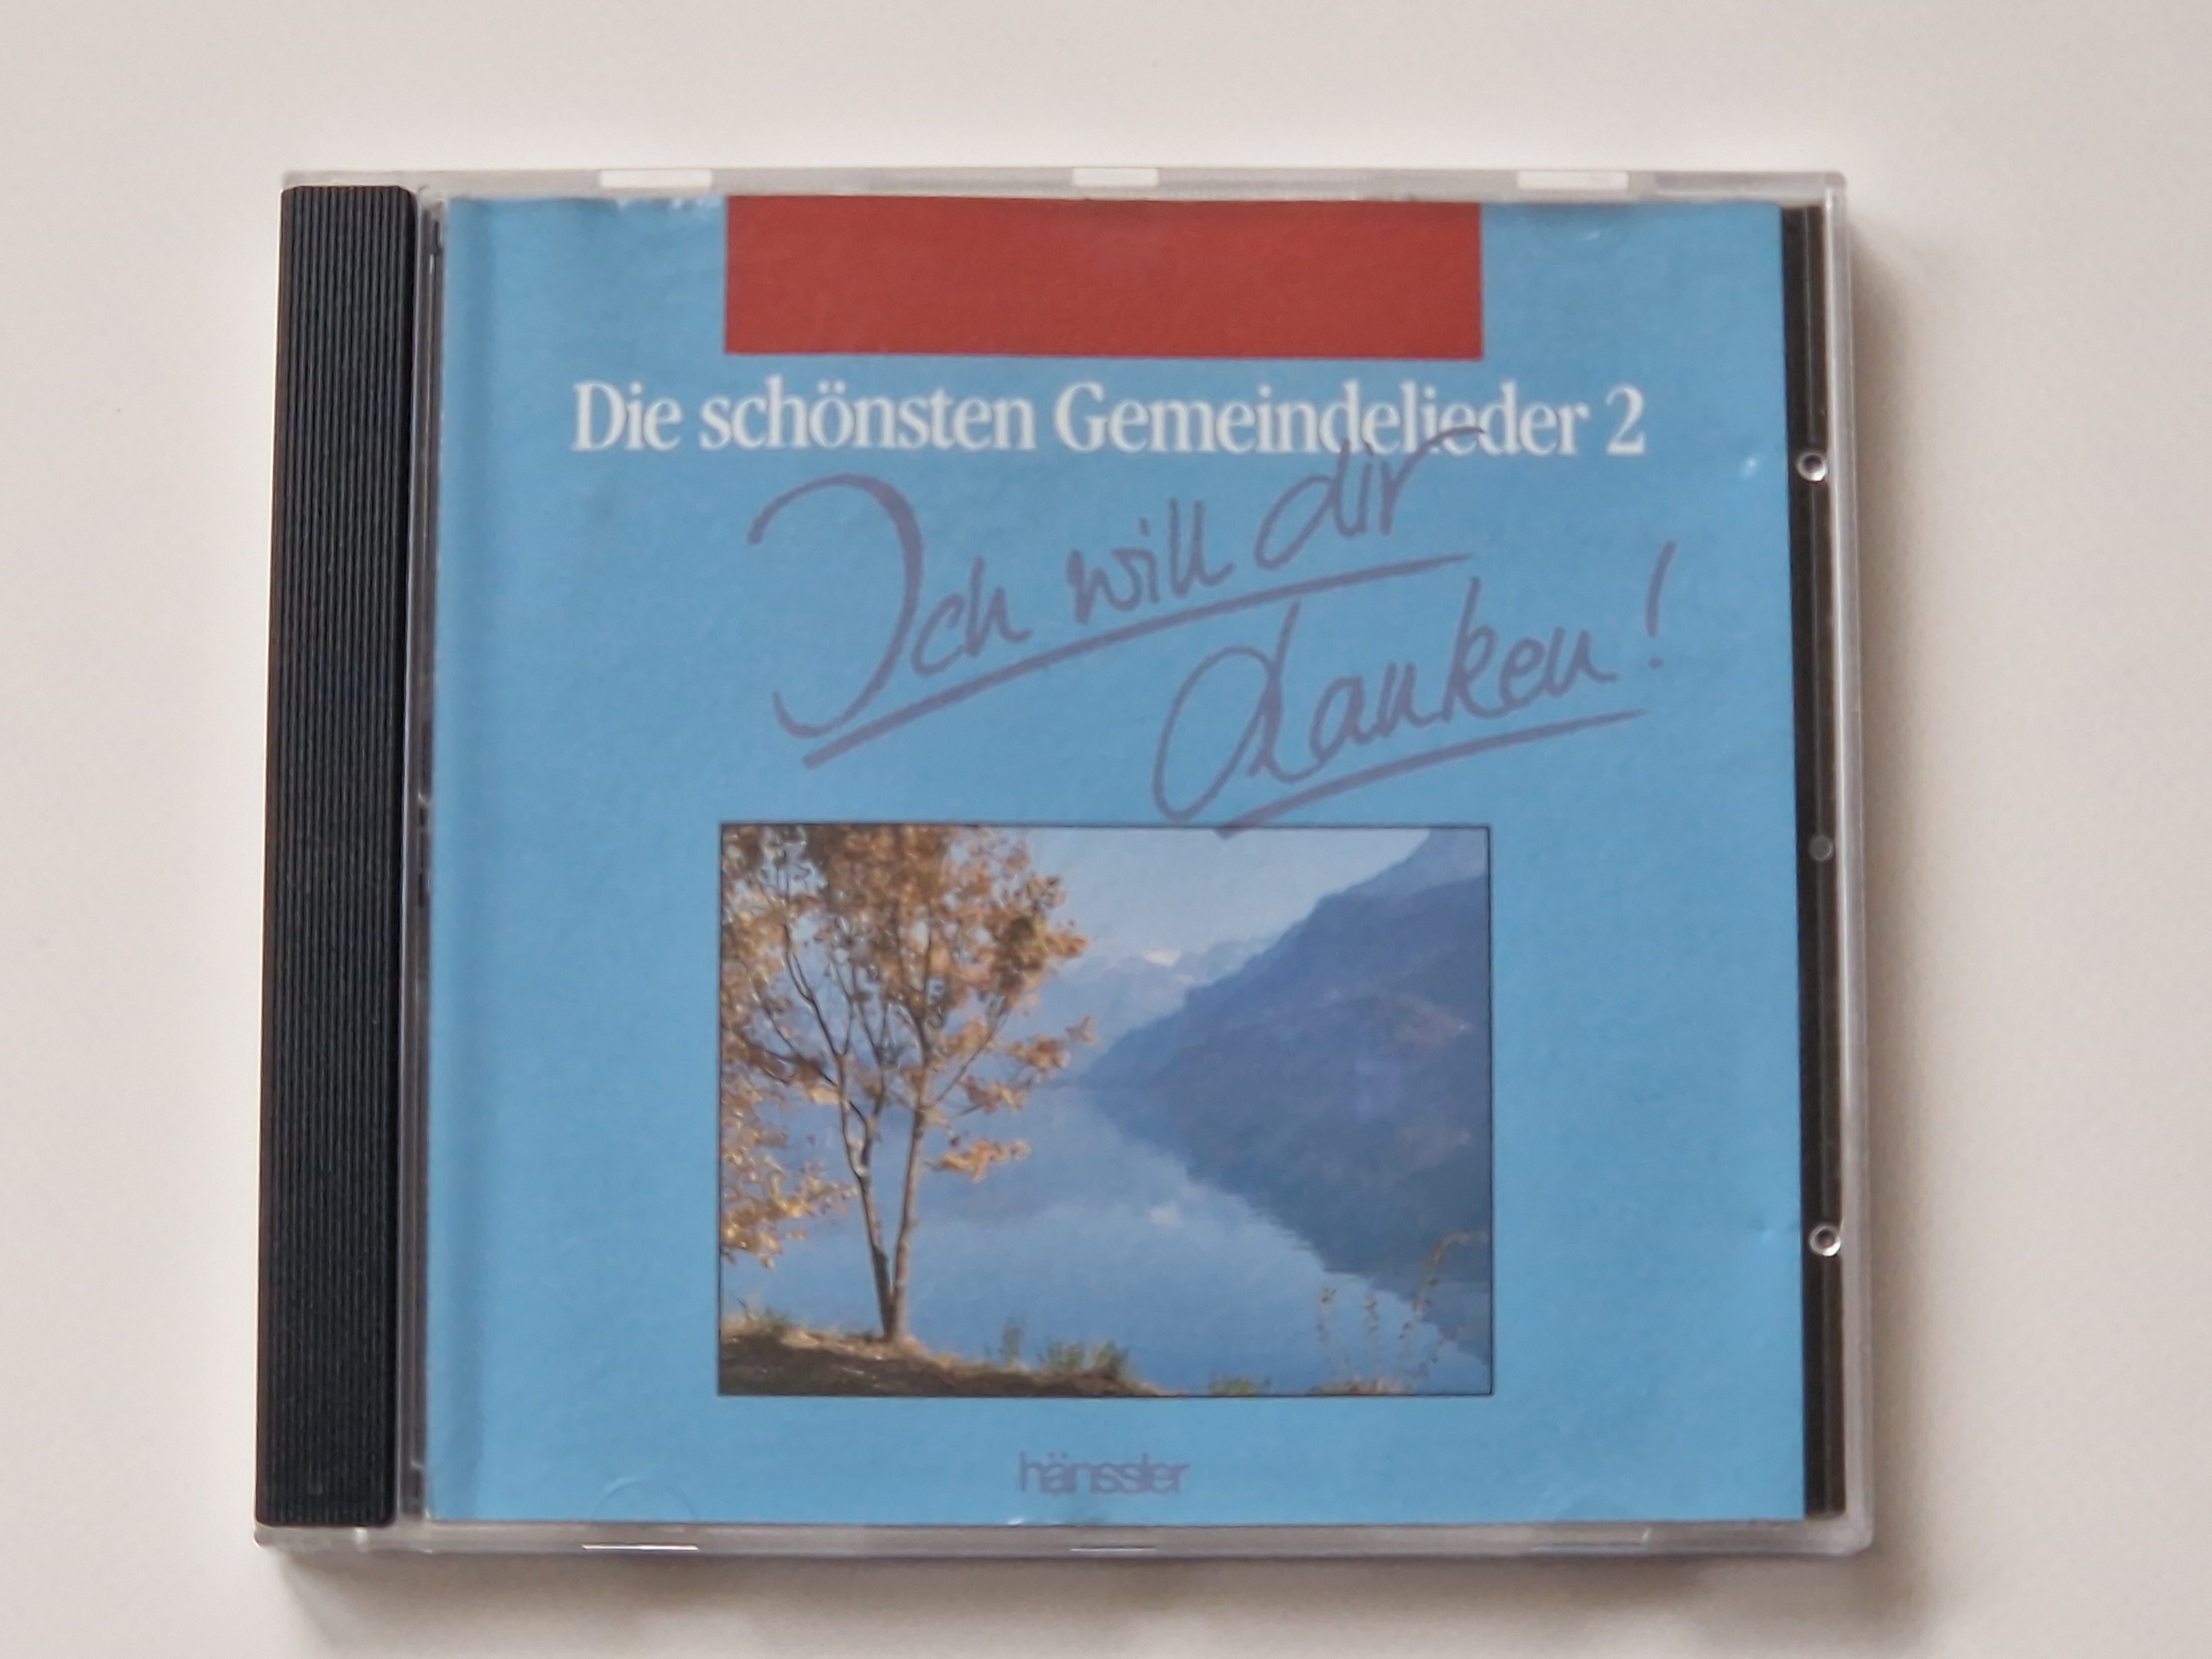 Die schönsten Gemeindelieder 2
Ich will dir
danken!
hänssler